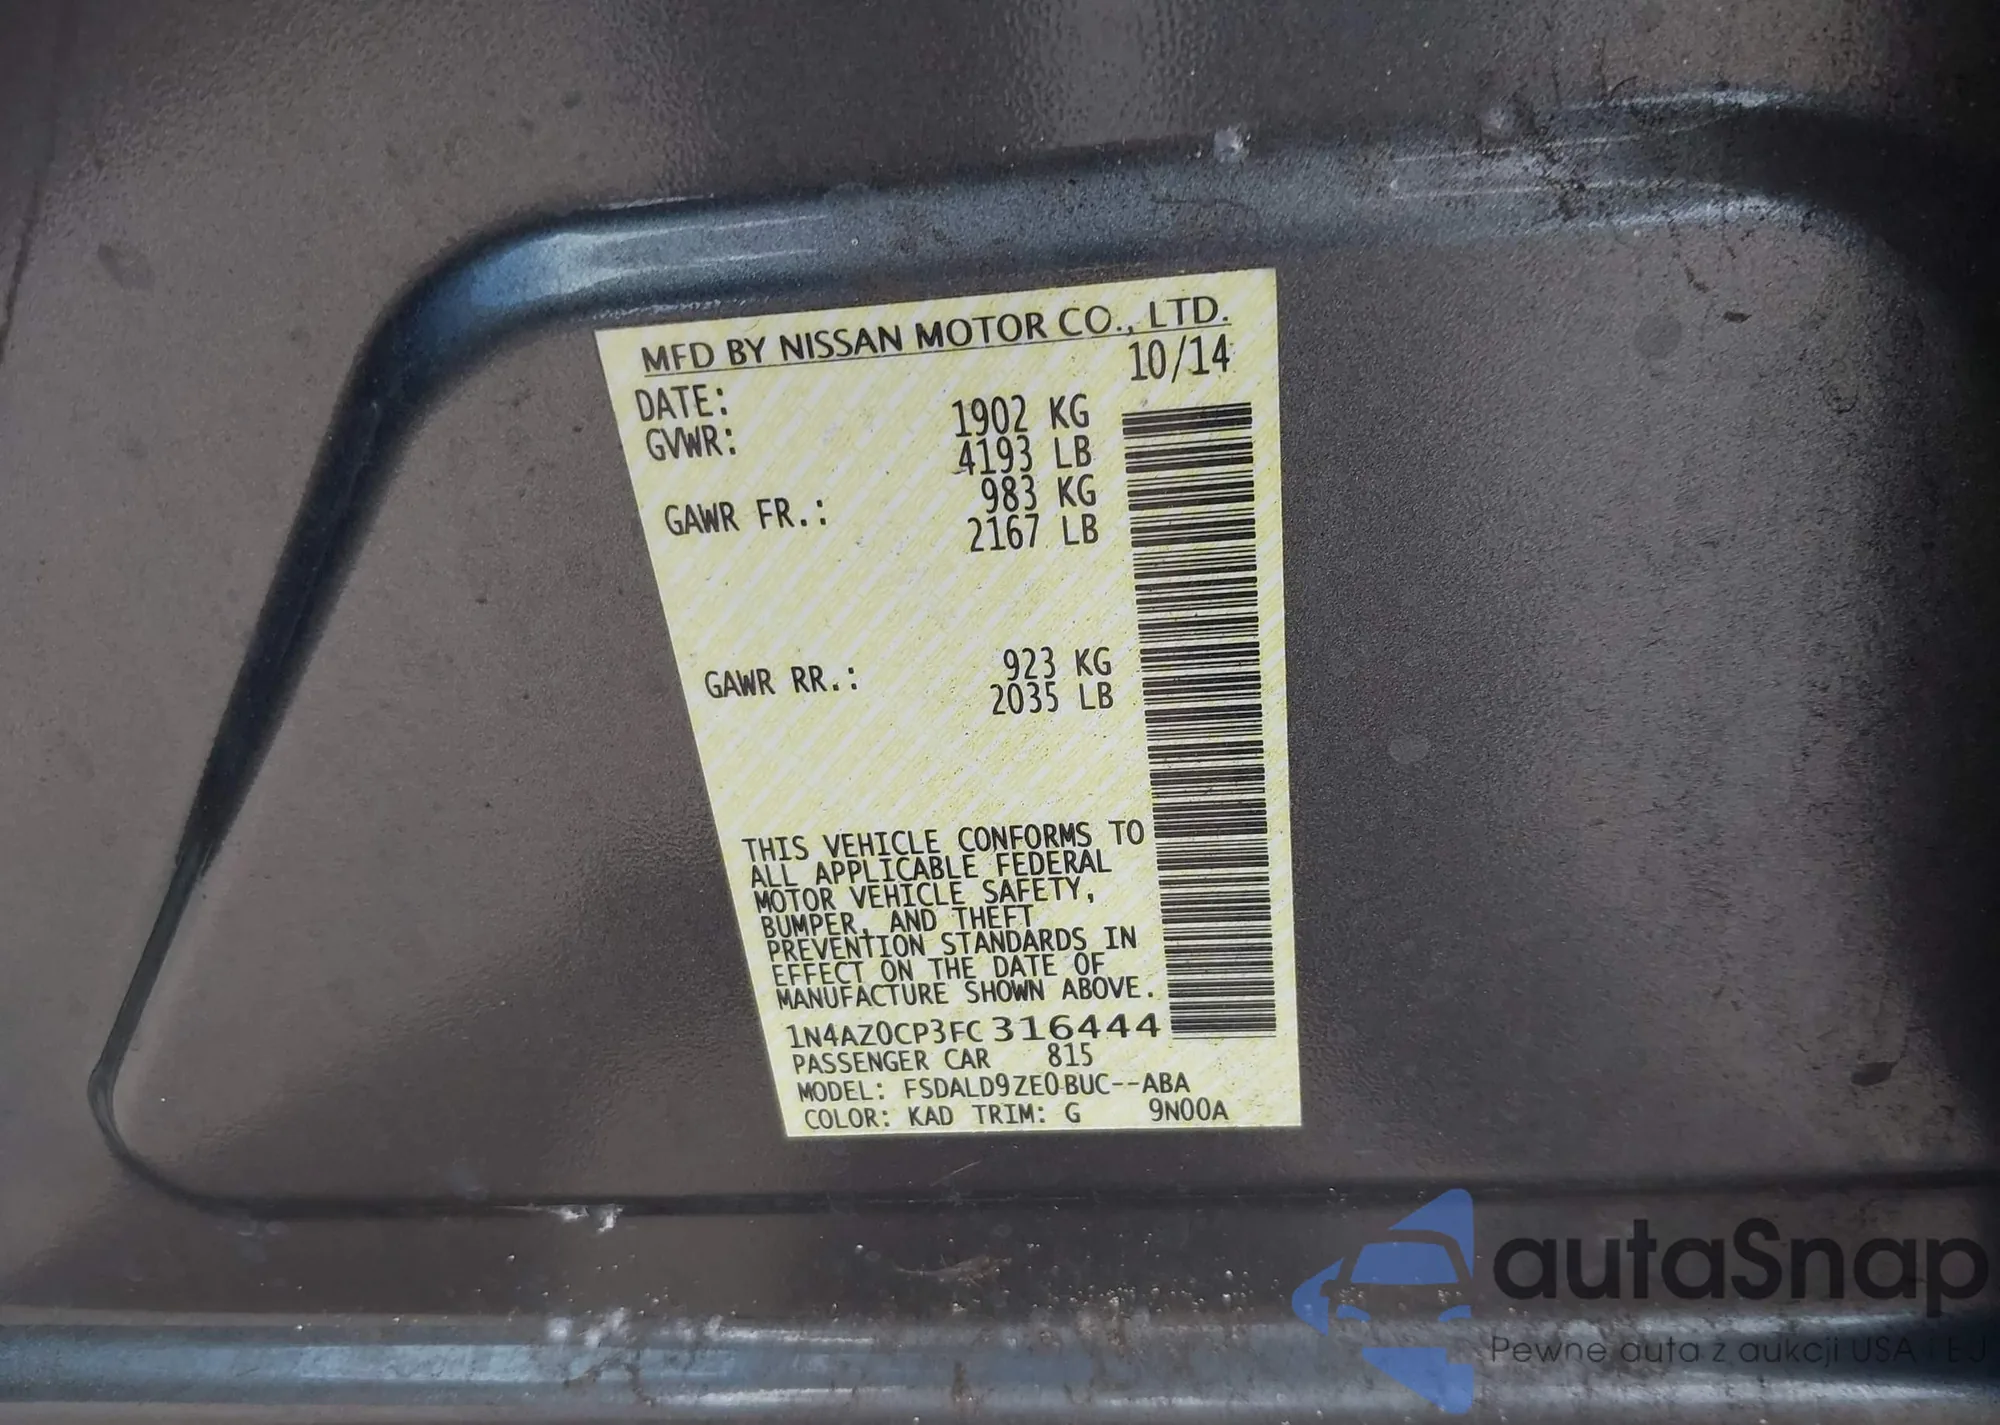 MFD BY NISSAN MOTOR CO., LTD.
DATE: 10/14
GVWR: 1902 KG
4193 LB
GAWR FR.: 983 KG
2167 LB
GAWR RR.: 923 KG
2035 LB
THIS VEHICLE CONFORMS TO
ALL APPLICABLE FEDERAL
MOTOR VEHICLE SAFETY,
BUMPER, AND THEFT
PREVENTION STANDARDS IN
EFFECT ON THE DATE OF
MANUFACTURE SHOWN ABOVE.
1N4AZ0CP3FC316444
PASSENGER CAR 815
MODEL: FSDALD9ZE0BUC--ABA
COLOR: KAD TRIM: G 9N00A
autaSnap
Pewne auta z aukcji USA i EJ